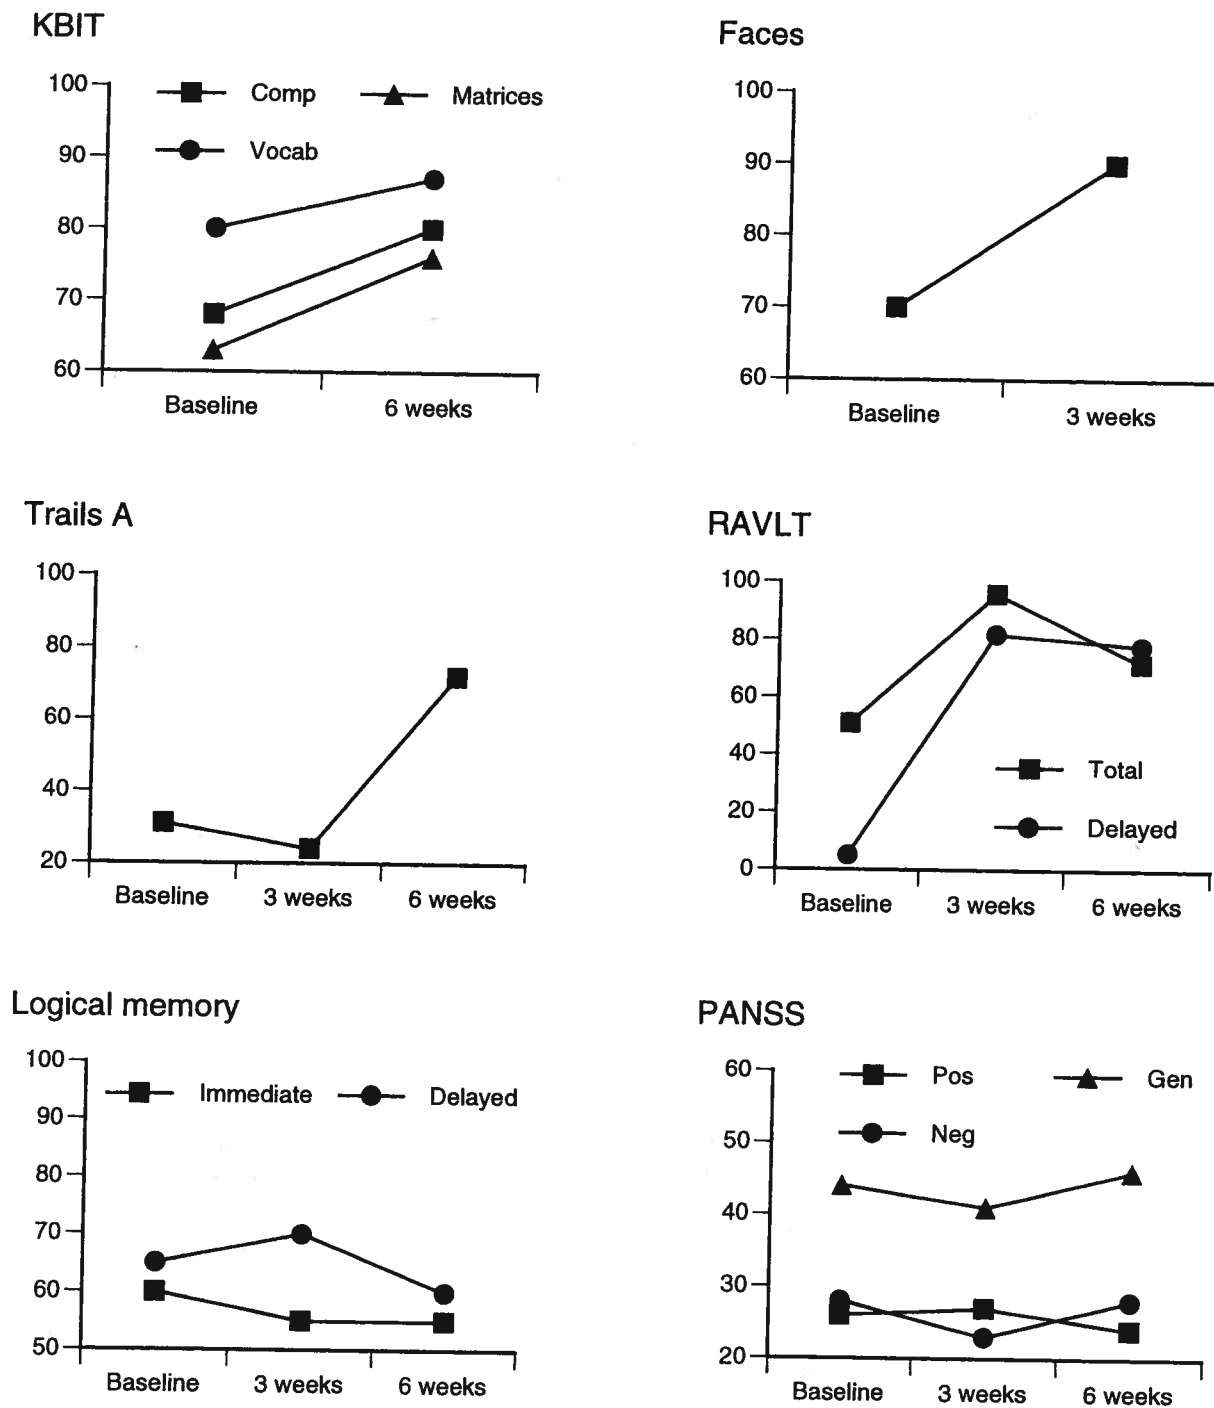 KBIT
100
90
80
70
60
Comp
Matrices
Vocab
Baseline
6 weeks
Faces
100
90
80
70
60
Baseline
3 weeks
Trails A
100
80
60
40
20
Baseline
3 weeks
6 weeks
RAVLT
100
80
60
40
20
0
Total
Delayed
Baseline
3 weeks
6 weeks
Logical memory
100
90
80
70
60
50
Immediate
Delayed
Baseline
3 weeks
6 weeks
PANSS
60
50
40
30
20
Pos
Gen
Neg
Baseline
3 weeks
6 weeks